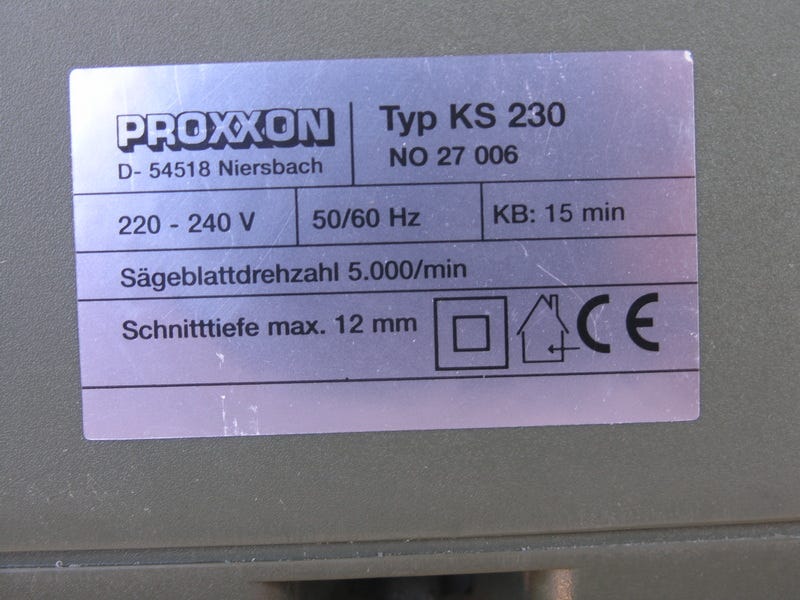 PROXXON
D- 54518 Niersbach
Typ KS 230
NO 27 006
220 - 240 V
50/60 Hz
KB: 15 min
Sägeblattdrehzahl 5.000/min
Schnitttiefe max. 12 mm
CE